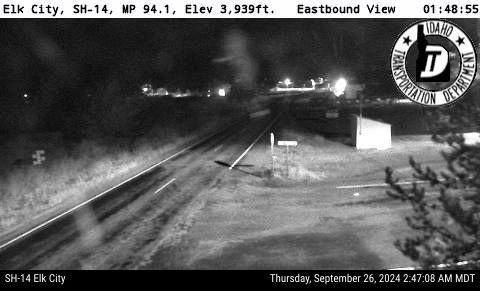 Elk City, SH-14, MP 94.1, Elev 3,939ft.  Eastbound View  01:48:55
IDAHO
TRANSPORTATION DEPARTMENT
SH-14 Elk City
Thursday, September 26, 2024 2:47:08 AM MDT